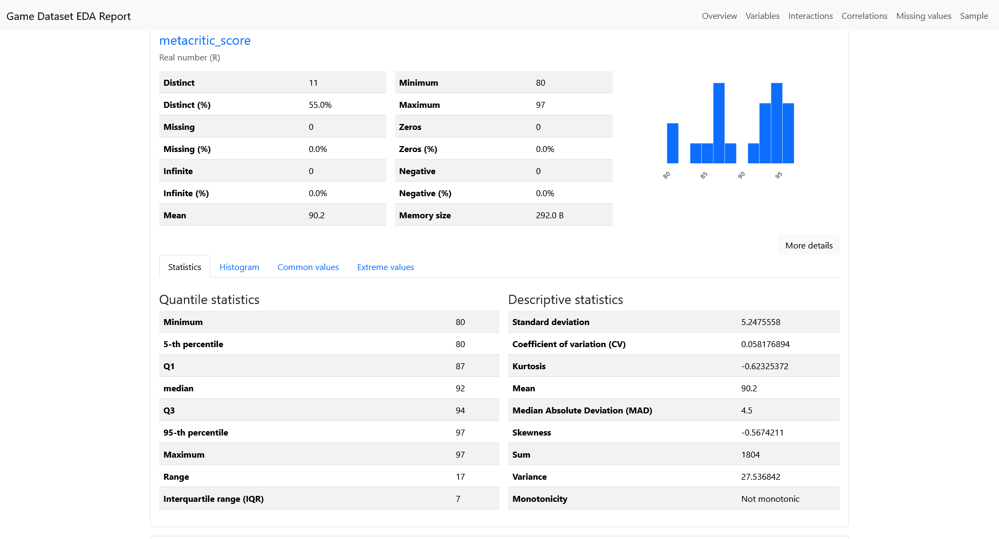 Game Dataset EDA Report
Overview Variables Interactions Correlations Missing values Sample
metacritic_score
Real number (ℝ)
Distinct 11
Distinct (%) 55.0%
Missing 0
Missing (%) 0.0%
Infinite 0
Infinite (%) 0.0%
Mean 90.2
Minimum 80
Maximum 97
Zeros 0
Zeros (%) 0.0%
Negative 0
Negative (%) 0.0%
Memory size 292.0 B
80 85 90 95
More details
Statistics Histogram Common values Extreme values
Quantile statistics
Minimum 80
5-th percentile 80
Q1 87
median 92
Q3 94
95-th percentile 97
Maximum 97
Range 17
Interquartile range (IQR) 7
Descriptive statistics
Standard deviation 5.2475558
Coefficient of variation (CV) 0.058176894
Kurtosis -0.62325372
Mean 90.2
Median Absolute Deviation (MAD) 4.5
Skewness -0.5674211
Sum 1804
Variance 27.536842
Monotonicity Not monotonic